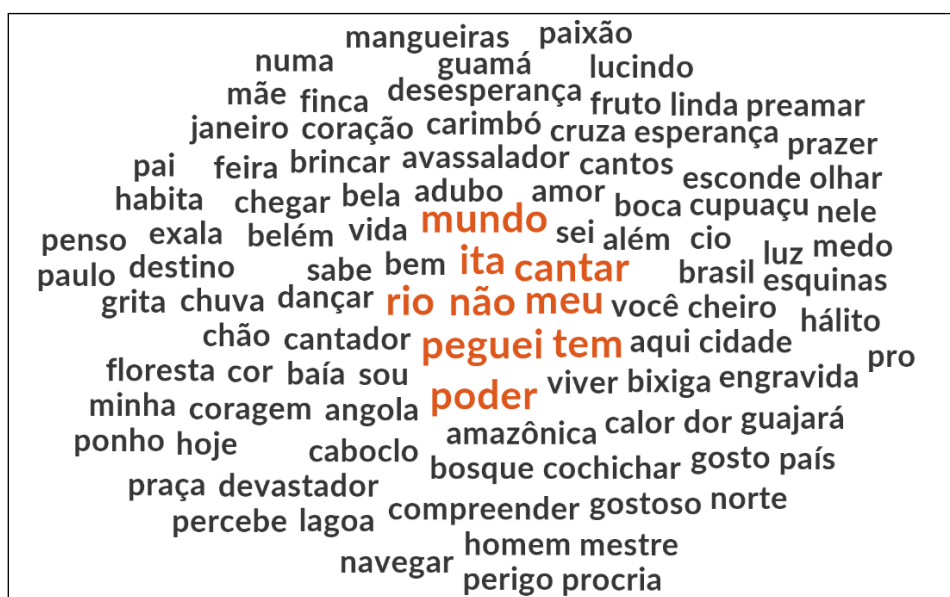 mangueiras paixão
numa guamá lucindo
mãe finca desesperança fruto linda preamar
janeiro coração carimbó cruza esperança prazer
pai feira brincar avassalador cantos esconde olhar
habita chegar bela adubo amor boca cupuaçu nele
penso exala belém vida mundo sei além cio luz medo
paulo destino sabe bem ita cantar brasil esquinas
grita chuva dançar rio não meu você cheiro hálito
chão cantador peguei tem aqui cidade pro
floresta cor baía sou poder viver bixiga engravida
minha coragem angola amazônica calor dor guajará
ponho hoje caboclo bosque cochichar gosto país
praça devastador compreender gostoso norte
percebe lagoa homem mestre
navegar perigo procria